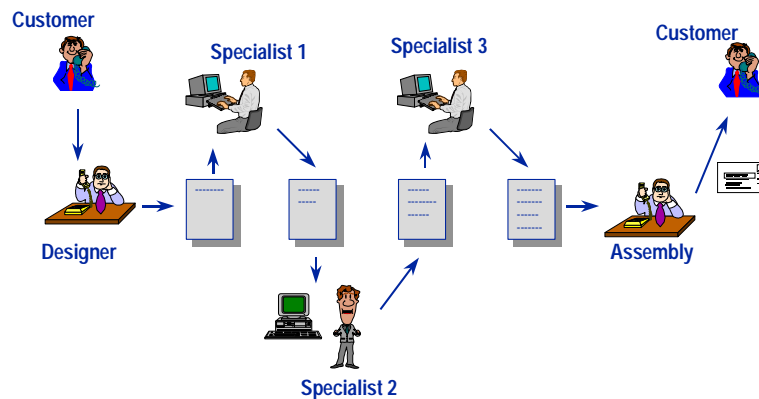 Customer
Specialist 1
Specialist 3
Customer
Designer
Assembly
Specialist 2